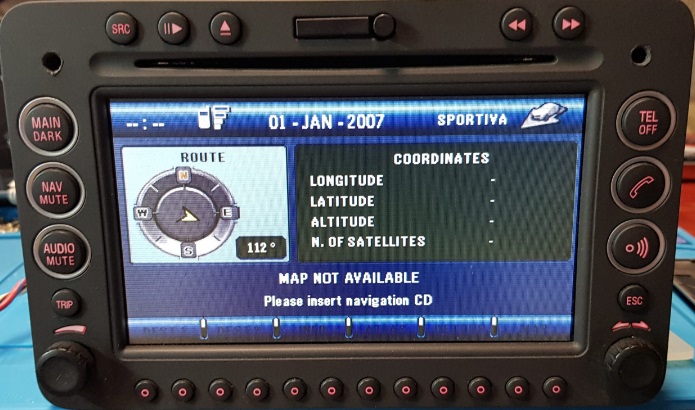 SRC
MAIN
DARK
NAV
MUTE
AUDIO
MUTE
TRIP
--:-- 01 - JAN - 2007 SPORTIVA
ROUTE
N
W E
S
112 °
COORDINATES
LONGITUDE -
LATITUDE -
ALTITUDE -
N. OF SATELLITES -
MAP NOT AVAILABLE
Please insert navigation CD
TEL
OFF
ESC